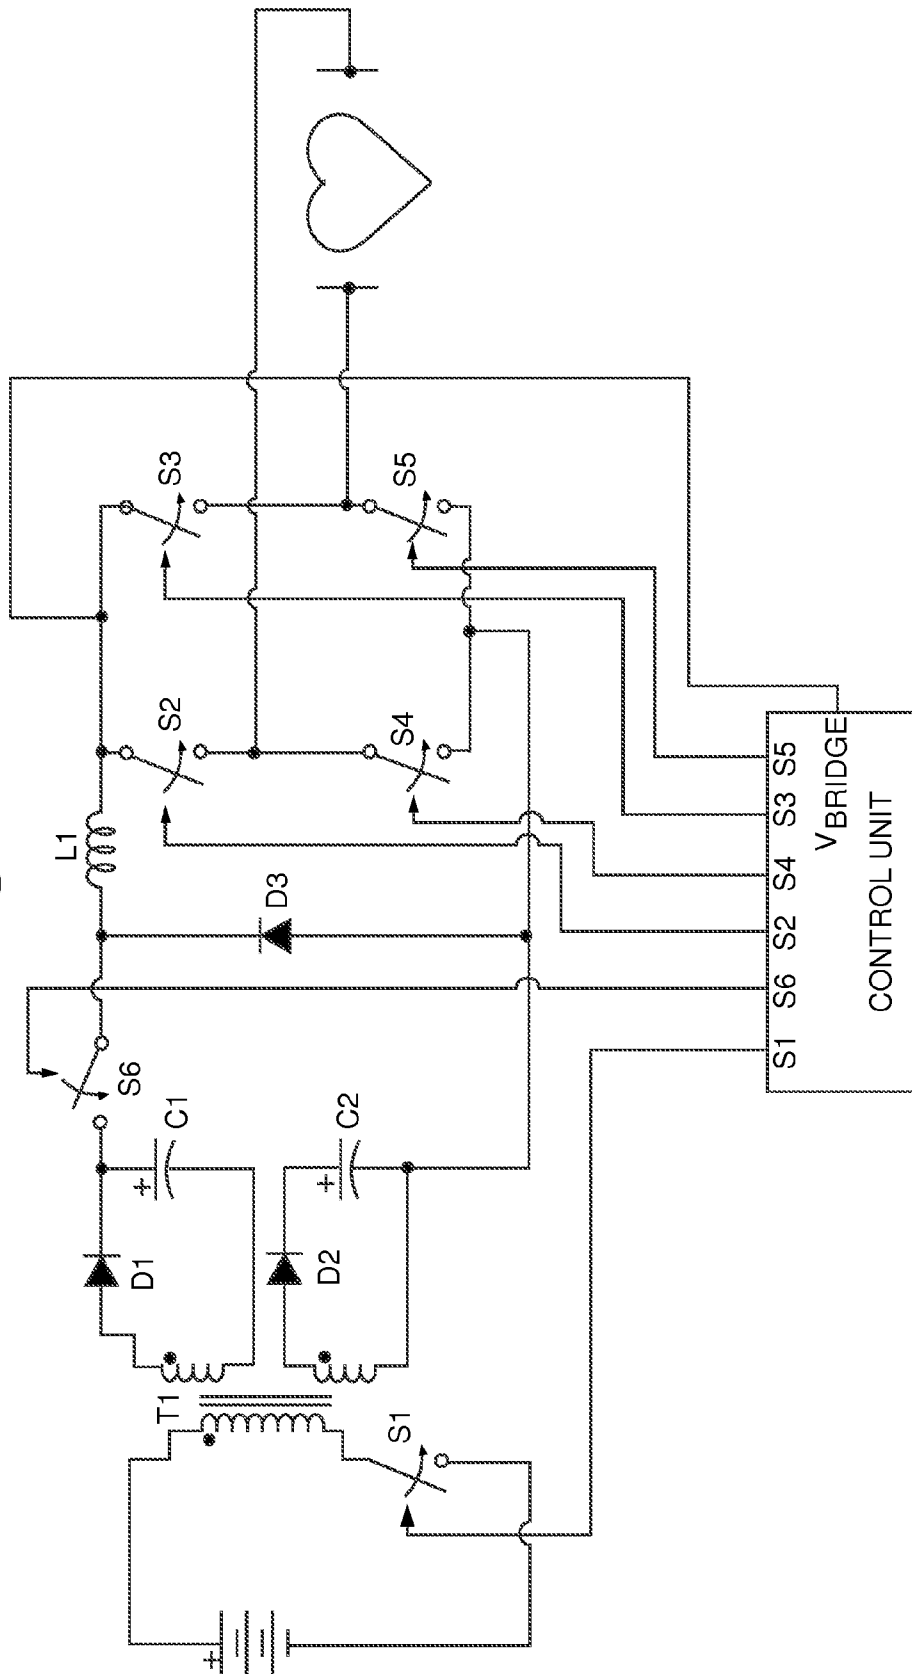 S3
S5
S2
S4
L1
D3
S6
C1
C2
D1
D2
T1
S1
+
+
+
VBRIDGE
S5
S3
S4
S2
S6
S1
CONTROL UNIT